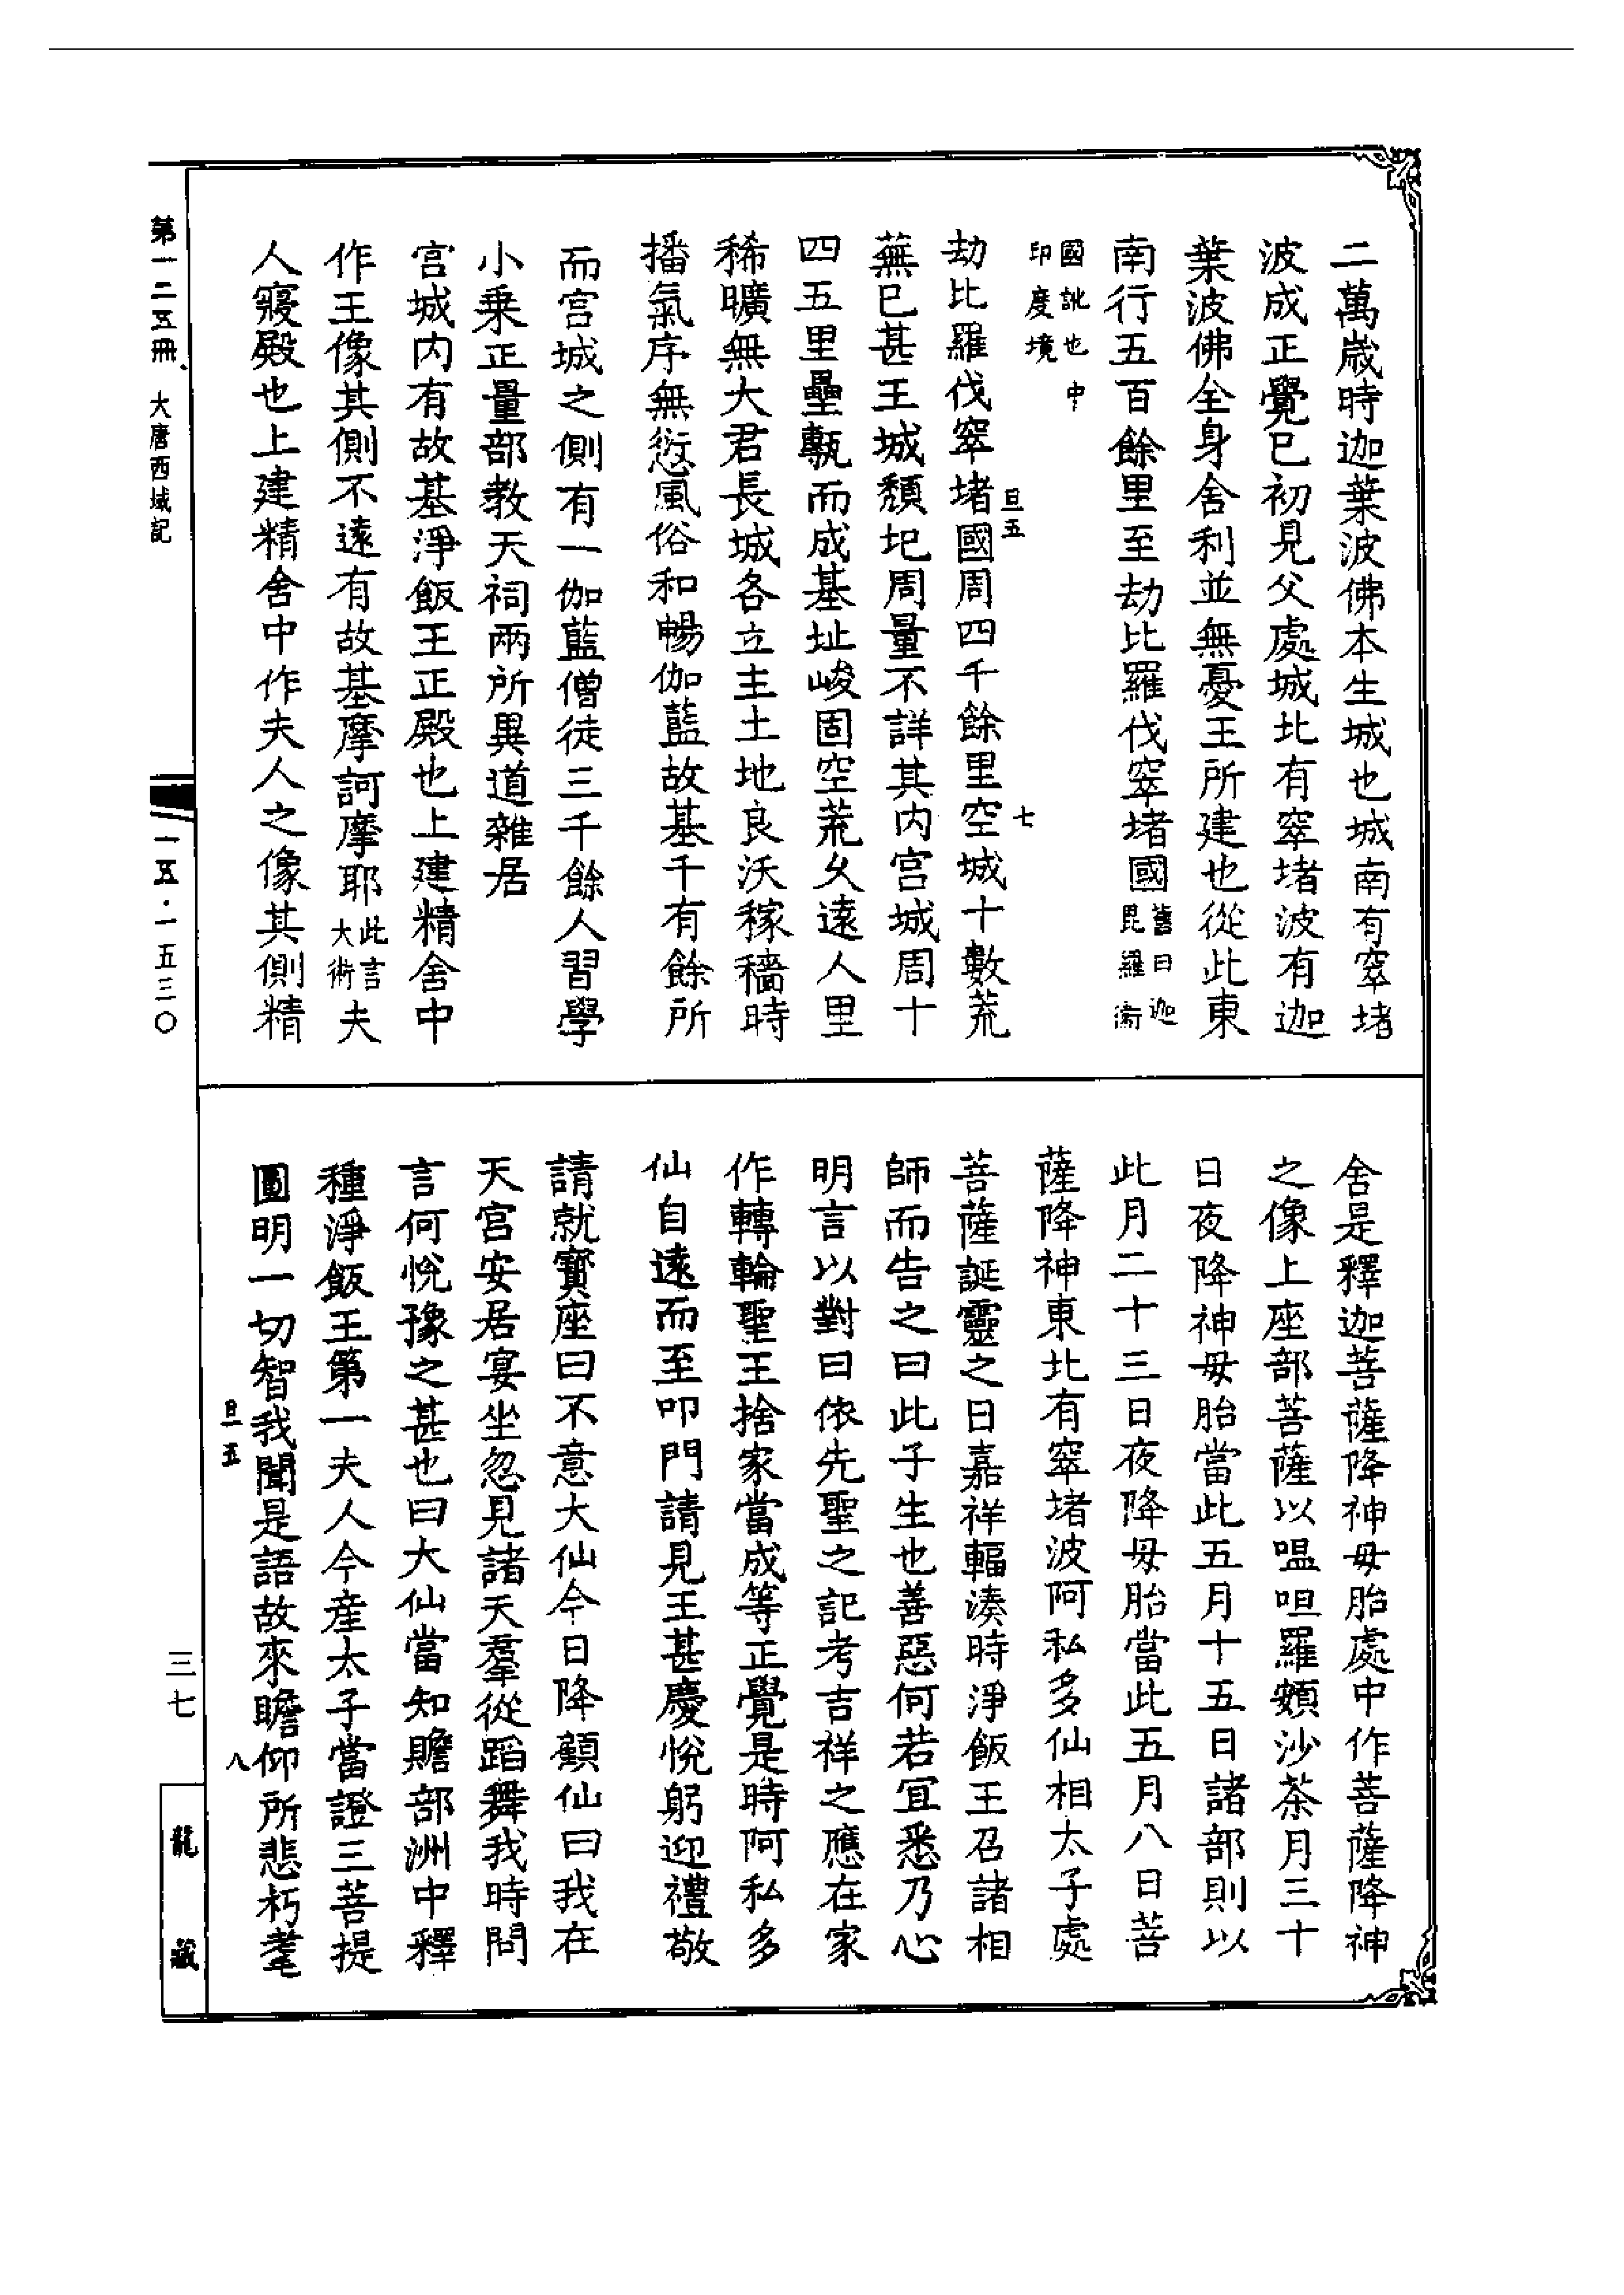 二萬歲時迦葉波佛本生城也城南有窣堵
波成正覺已初見父處城北有窣堵波有迦
葉波佛全身舍利並無憂王所建也從此東
南行五百餘里至劫比羅伐窣堵國舊曰迦毘羅衞
國訛也中印度境
劫比羅伐窣堵國周四千餘里空城十數荒
蕪已甚王城頹圮周量不詳其内宮城周十
四五里壘甎而成基址峻固空荒久遠人里
稀曠無大君長城各立主土地良沃稼穡時
播氣序無愆風俗和暢伽藍故基千有餘所
而宮城之側有一伽藍僧徒三千餘人習學
小乗正量部教天祠兩所異道雜居
宮城内有故基淨飯王正殿也上建精舍中
作王像其側不遠有故基摩訶摩耶此言大術夫
人寢殿也上建精舍中作夫人之像其側精
旦五
七
舍是釋迦菩薩降神毋胎處中作菩薩降神
之像上座部菩薩以嗢呾羅頞沙荼月三十
日夜降神毋胎當此五月十五日諸部則以
此月二十三日夜降毋胎當此五月八日菩
薩降神東北有窣堵波阿私多仙相太子處
菩薩誕靈之日嘉祥輻湊時淨飯王召諸相
師而告之曰此子生也善惡何若宜悉乃心
明言以對曰依先聖之記考吉祥之應在家
作轉輪聖王捨家當成等正覺是時阿私多
仙自遠而至叩門請見王甚慶悅躬迎禮敬
請就寳座曰不意大仙今日降顧仙曰我在
天宮安居宴坐忽見諸天羣從蹈舞我時問
言何悅豫之甚也曰大仙當知贍部洲中釋
種淨飯王第一夫人今産太子當證三菩提
圓明一切智我聞是語故來瞻仰所悲朽耄
旦五
八
第一二五冊
大唐西域記
一五·一五三〇
三七
龍藏